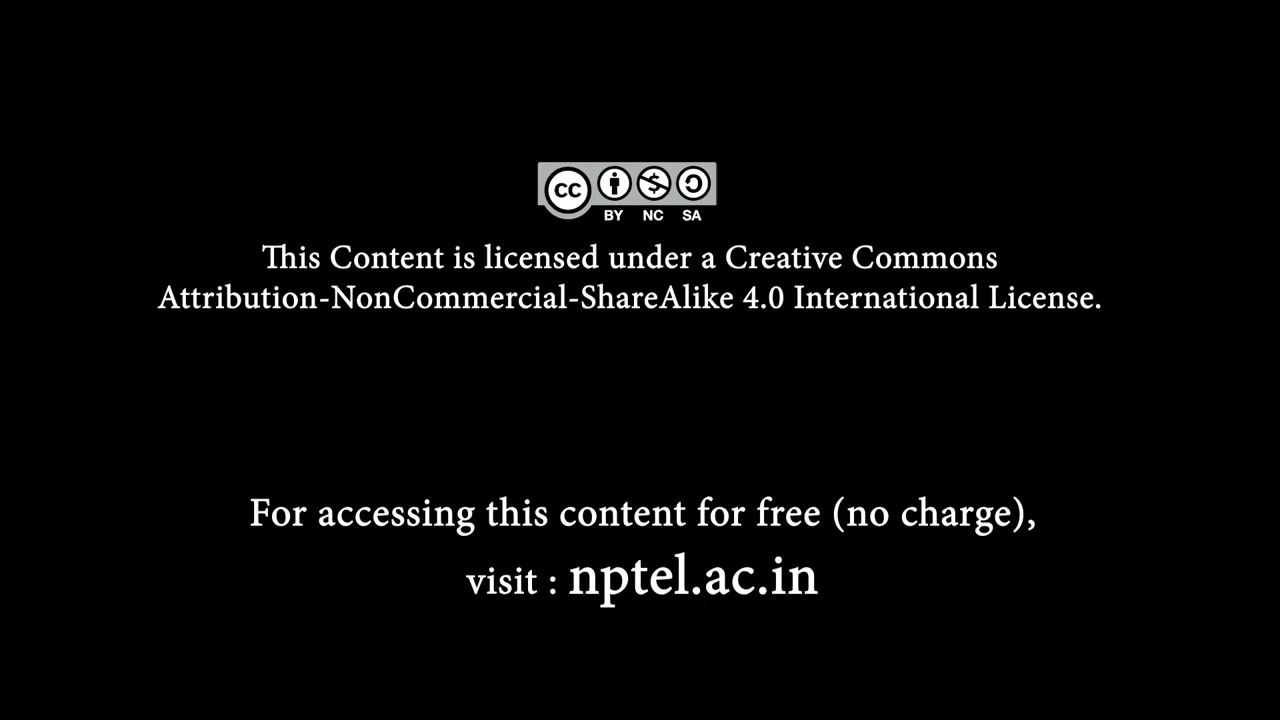 cc
BY NC SA
This Content is licensed under a Creative Commons
Attribution-NonCommercial-ShareAlike 4.0 International License.
For accessing this content for free (no charge),
visit : nptel.ac.in